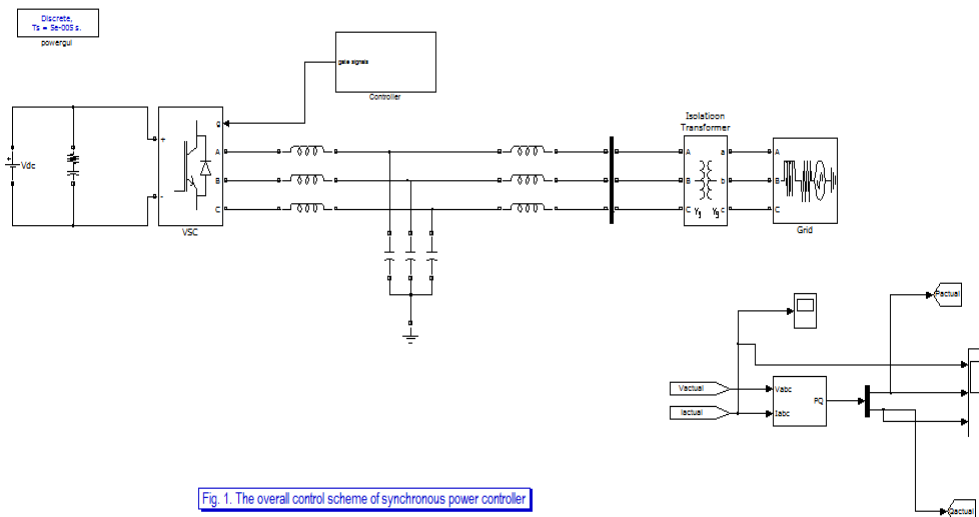 Discrete,
Ts = 5e-005 s.
powergui
gate signals
Controller
Vdc
+
-
g
A
B
C
VSC
Isolatioon
Transformer
A
B
C
a
b
c
Yg
Yg
A
B
C
Grid
Pactual
Vactual
Iactual
Vabc
Iabc
PQ
Qactual
Fig. 1. The overall control scheme of synchronous power controller